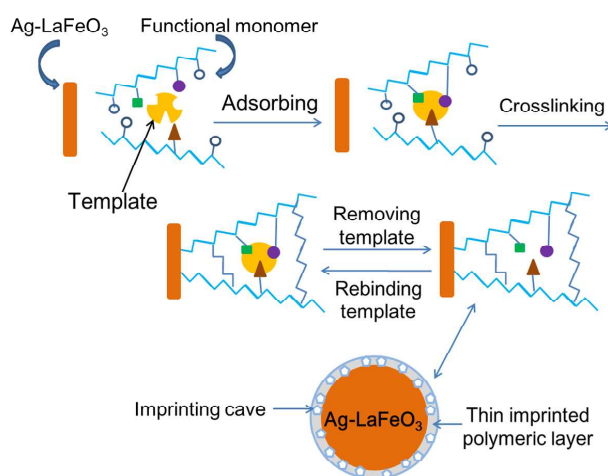 Ag-LaFeO₃
Functional monomer
Adsorbing
Crosslinking
Template
Removing
template
Rebinding
template
Imprinting cave
Ag-LaFeO₃
Thin imprinted
polymeric layer